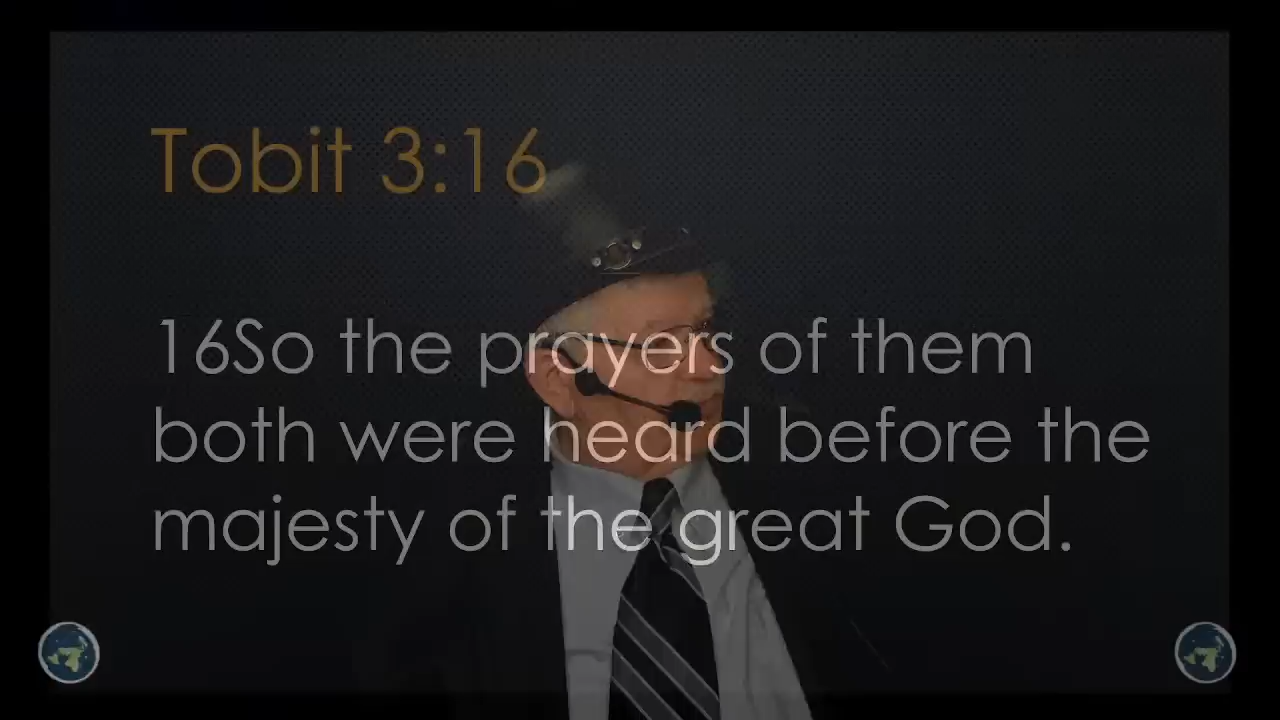 Tobit 3:16
16So the prayers of them
both were heard before the
majesty of the great God.